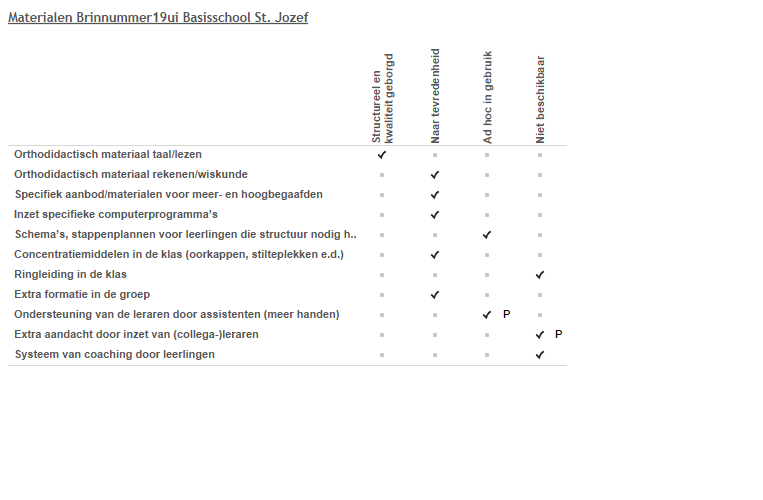 Materialen Brinnummer19ui Basisschool St. Jozef
Structureel en
kwaliteit geborgd
Naar tevredenheid
Ad hoc in gebruik
Niet beschikbaar
Orthodidactisch materiaal taal/lezen
Orthodidactisch materiaal rekenen/wiskunde
Specifiek aanbod/materialen voor meer- en hoogbegaafden
Inzet specifieke computerprogramma's
Schema's, stappenplannen voor leerlingen die structuur nodig h..
Concentratiemiddelen in de klas (oorkappen, stilteplekken e.d.)
Ringleiding in de klas
Extra formatie in de groep
Ondersteuning van de leraren door assistenten (meer handen) P
Extra aandacht door inzet van (collega-)leraren P
Systeem van coaching door leerlingen